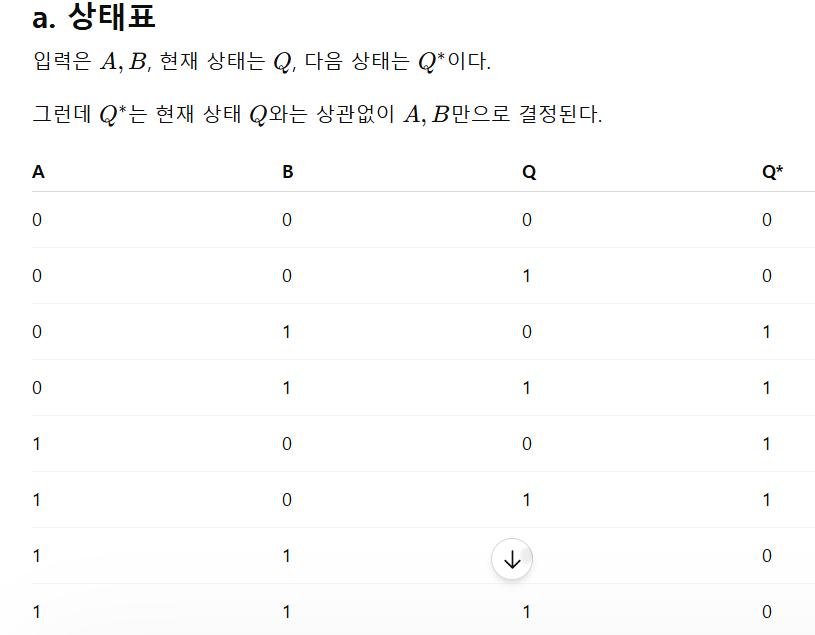 a. 상태표
입력은 A, B, 현재 상태는 Q, 다음 상태는 Q*이다.
그런데 Q*는 현재 상태 Q와는 상관없이 A, B만으로 결정된다.
A B Q Q*
0 0 0 0
0 0 1 0
0 1 0 1
0 1 1 1
1 0 0 1
1 0 1 1
1 1 0
1 1 1 0